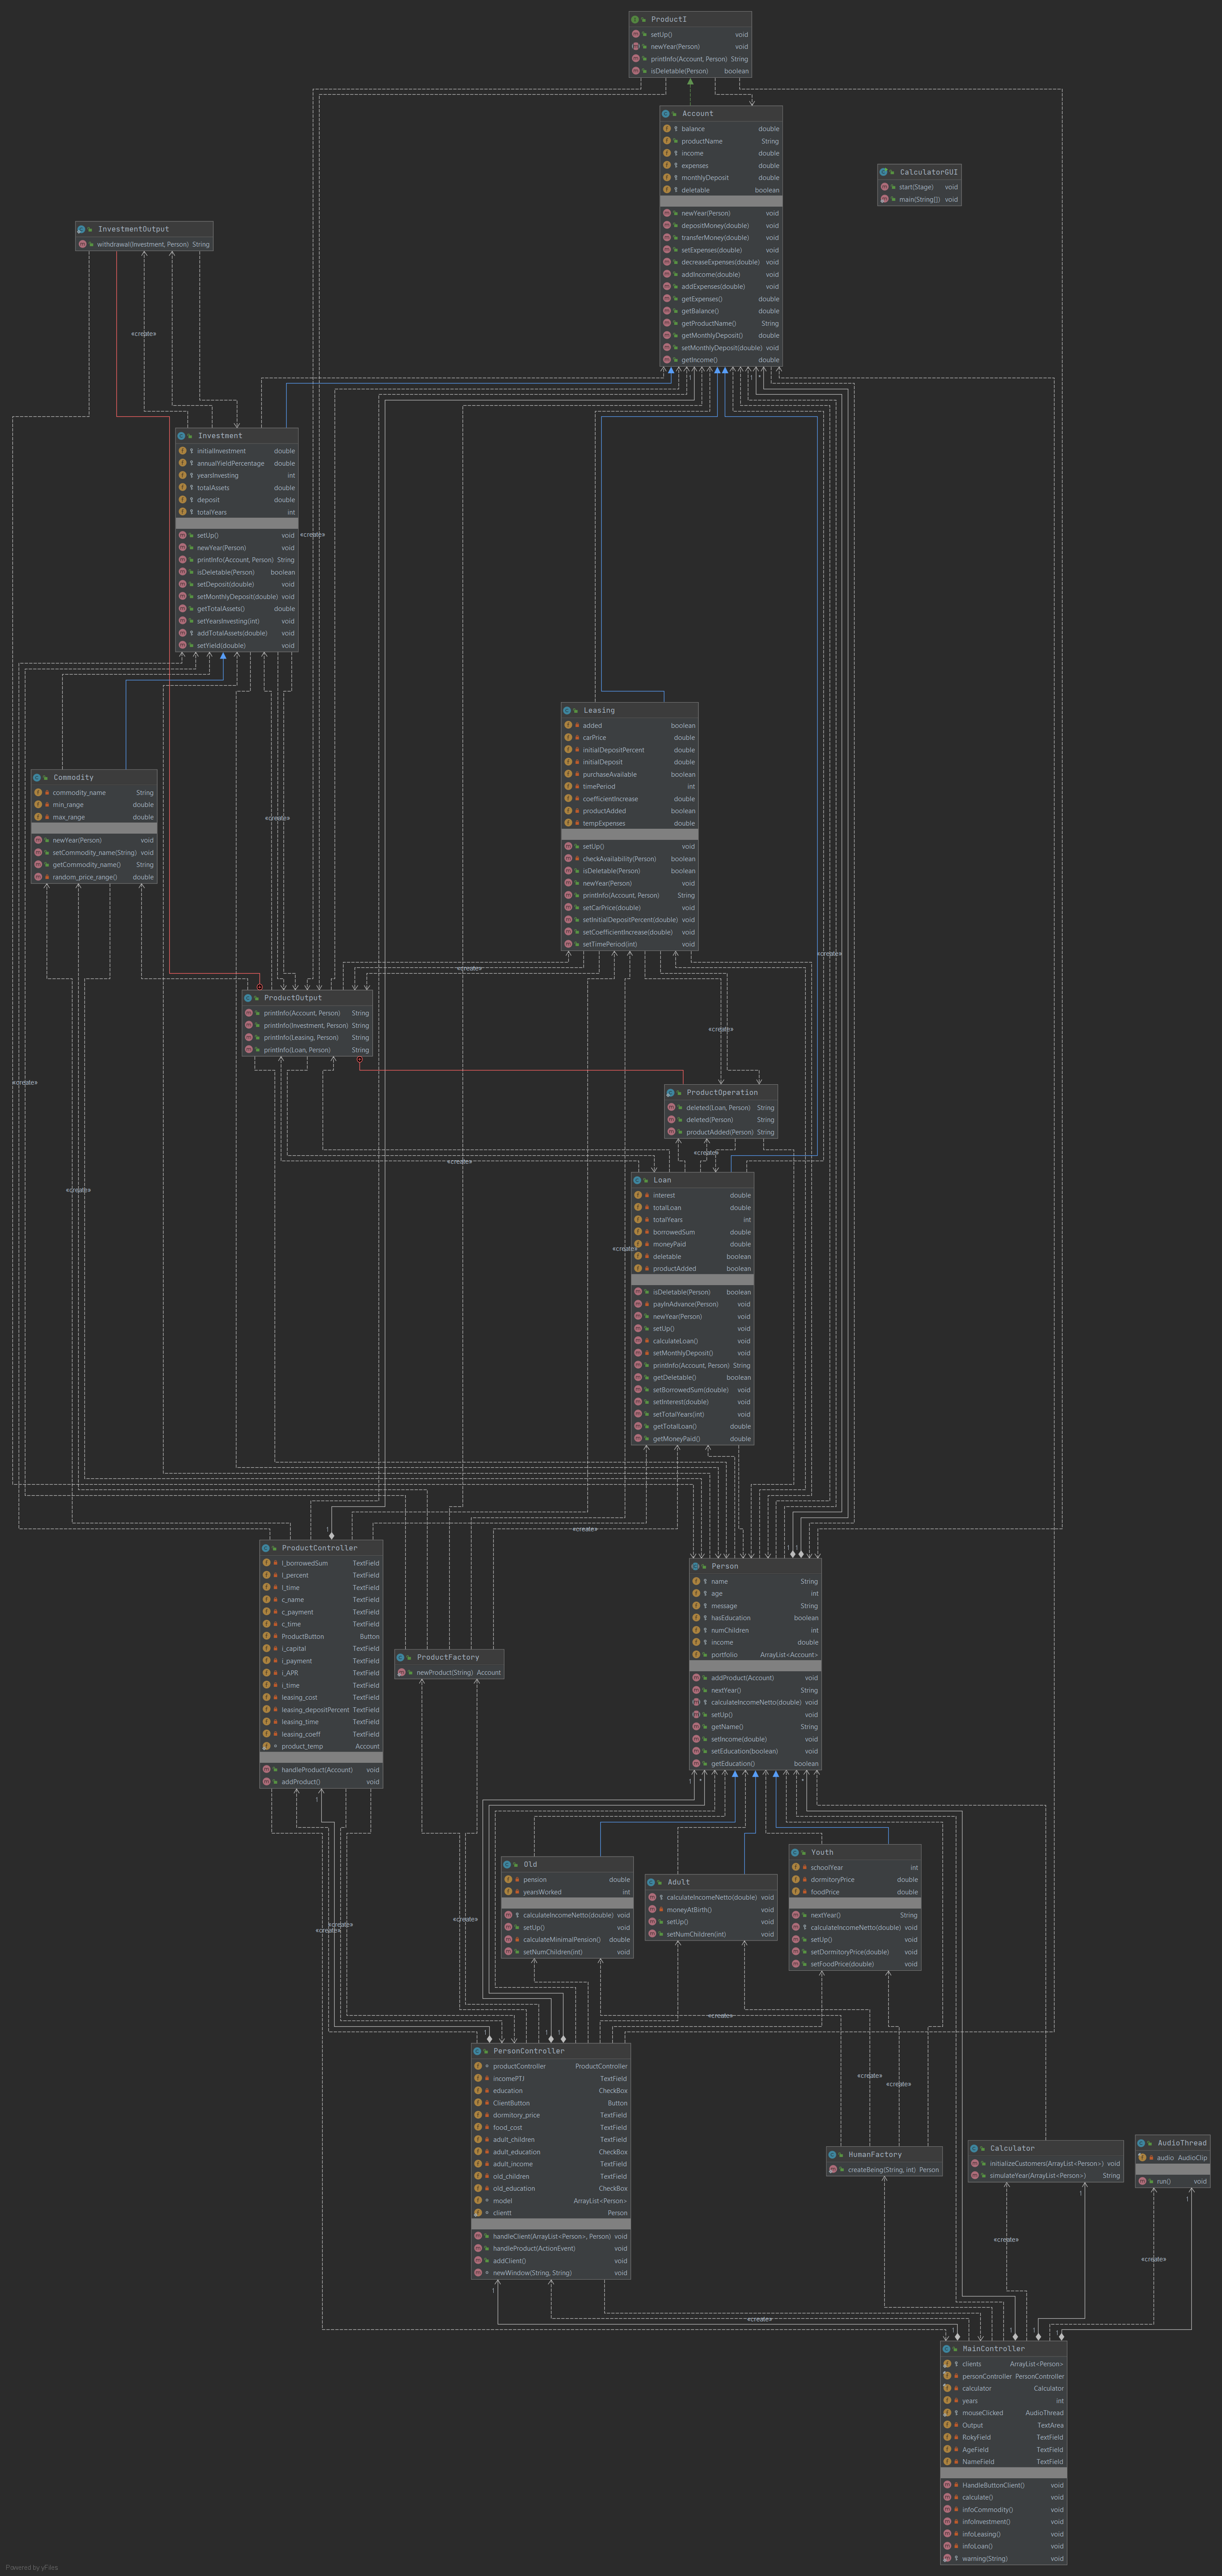 ProductI
setUp() void
newYear(Person) void
printInfo(Account, Person) String
isDeletable(Person) boolean
Account
balance double
productName String
income double
expenses double
monthlyDeposit double
deletable boolean
newYear(Person) void
depositMoney(double) void
transferMoney(double) void
setExpenses(double) void
decreaseExpenses(double) void
addIncome(double) void
addExpenses(double) void
getExpenses() double
getBalance() double
getProductName() String
getMonthlyDeposit() double
setMonthlyDeposit(double) void
getIncome() double
CalculatorGUI
start(Stage) void
main(String[]) void
InvestmentOutput
withdrawal(Investment, Person) String
«create»
1
1
*
Investment
initialInvestment double
annualYieldPercentage double
yearsInvesting int
totalAssets double
deposit double
totalYears int
setUp() void
newYear(Person) void
printInfo(Account, Person) String
isDeletable(Person) boolean
setDeposit(double) void
setMonthlyDeposit(double) void
getTotalAssets() double
setYearsInvesting(int) void
addTotalAssets(double) void
setYield(double) void
«create»
Leasing
added boolean
carPrice double
initialDepositPercent double
initialDeposit double
purchaseAvailable boolean
timePeriod int
coefficientIncrease double
productAdded boolean
tempExpenses double
setUp() void
checkAvailability(Person) boolean
isDeletable(Person) boolean
newYear(Person) void
printInfo(Account, Person) String
setCarPrice(double) void
setInitialDepositPercent(double) void
setCoefficientIncrease(double) void
setTimePeriod(int) void
Commodity
commodity_name String
min_range double
max_range double
newYear(Person) void
setCommodity_name(String) void
getCommodity_name() String
random_price_range() double
«create»
«create»
«create»
ProductOutput
printInfo(Account, Person) String
printInfo(Investment, Person) String
printInfo(Leasing, Person) String
printInfo(Loan, Person) String
«create»
«create»
ProductOperation
deleted(Loan, Person) String
deleted(Person) String
productAdded(Person) String
«create»
«create»
«create»
Loan
interest double
totalLoan double
totalYears int
borrowedSum double
moneyPaid double
deletable boolean
productAdded boolean
isDeletable(Person) boolean
payInAdvance(Person) void
newYear(Person) void
setUp() void
calculateLoan() void
setMonthlyDeposit() void
printInfo(Account, Person) String
getDeletable() boolean
setBorrowedSum(double) void
setInterest(double) void
setTotalYears(int) void
getTotalLoan() double
getMoneyPaid() double
«create»
«create»
1
1
1
ProductController
l_borrowedSum TextField
l_percent TextField
l_time TextField
c_name TextField
c_payment TextField
c_time TextField
ProductButton Button
i_capital TextField
i_payment TextField
i_APR TextField
i_time TextField
leasing_cost TextField
leasing_depositPercent TextField
leasing_time TextField
leasing_coeff TextField
product_temp Account
handleProduct(Account) void
addProduct() void
ProductFactory
newProduct(String) Account
Person
name String
age int
message String
hasEducation boolean
numChildren int
income double
portfolio ArrayList<Account>
addProduct(Account) void
nextYear() String
calculateIncomeNetto(double) void
setUp() void
getName() String
setIncome(double) void
setEducation(boolean) void
getEducation() boolean
1
1
*
*
Old
pension double
yearsWorked int
calculateIncomeNetto(double) void
setUp() void
calculateMinimalPension() double
setNumChildren(int) void
Adult
calculateIncomeNetto(double) void
moneyAtBirth() void
setUp() void
setNumChildren(int) void
Youth
schoolYear int
dormitoryPrice double
foodPrice double
nextYear() String
calculateIncomeNetto(double) void
setUp() void
setDormitoryPrice(double) void
setFoodPrice(double) void
«create»
«create»
«create»
«create»
«create»
«create»
1
1
1
PersonController
productController ProductController
incomePTJ TextField
education CheckBox
ClientButton Button
dormitory_price TextField
food_cost TextField
adult_children TextField
adult_education CheckBox
adult_income TextField
old_children TextField
old_education CheckBox
model ArrayList<Person>
clientt Person
handleClient(ArrayList<Person>, Person) void
handleProduct(ActionEvent) void
addClient() void
newWindow(String, String) void
HumanFactory
createBeing(String, int) Person
Calculator
initializeCustomers(ArrayList<Person>) void
simulateYear(ArrayList<Person>) String
AudioThread
audio AudioClip
run() void
1
1
1
«create»
«create»
«create»
1
1
1
1
MainController
clients ArrayList<Person>
personController PersonController
calculator Calculator
years int
mouseClicked AudioThread
Output TextArea
RokyField TextField
AgeField TextField
NameField TextField
HandleButtonClient() void
calculate() void
infoCommodity() void
infoInvestment() void
infoLeasing() void
infoLoan() void
warning(String) void
Powered by yFiles